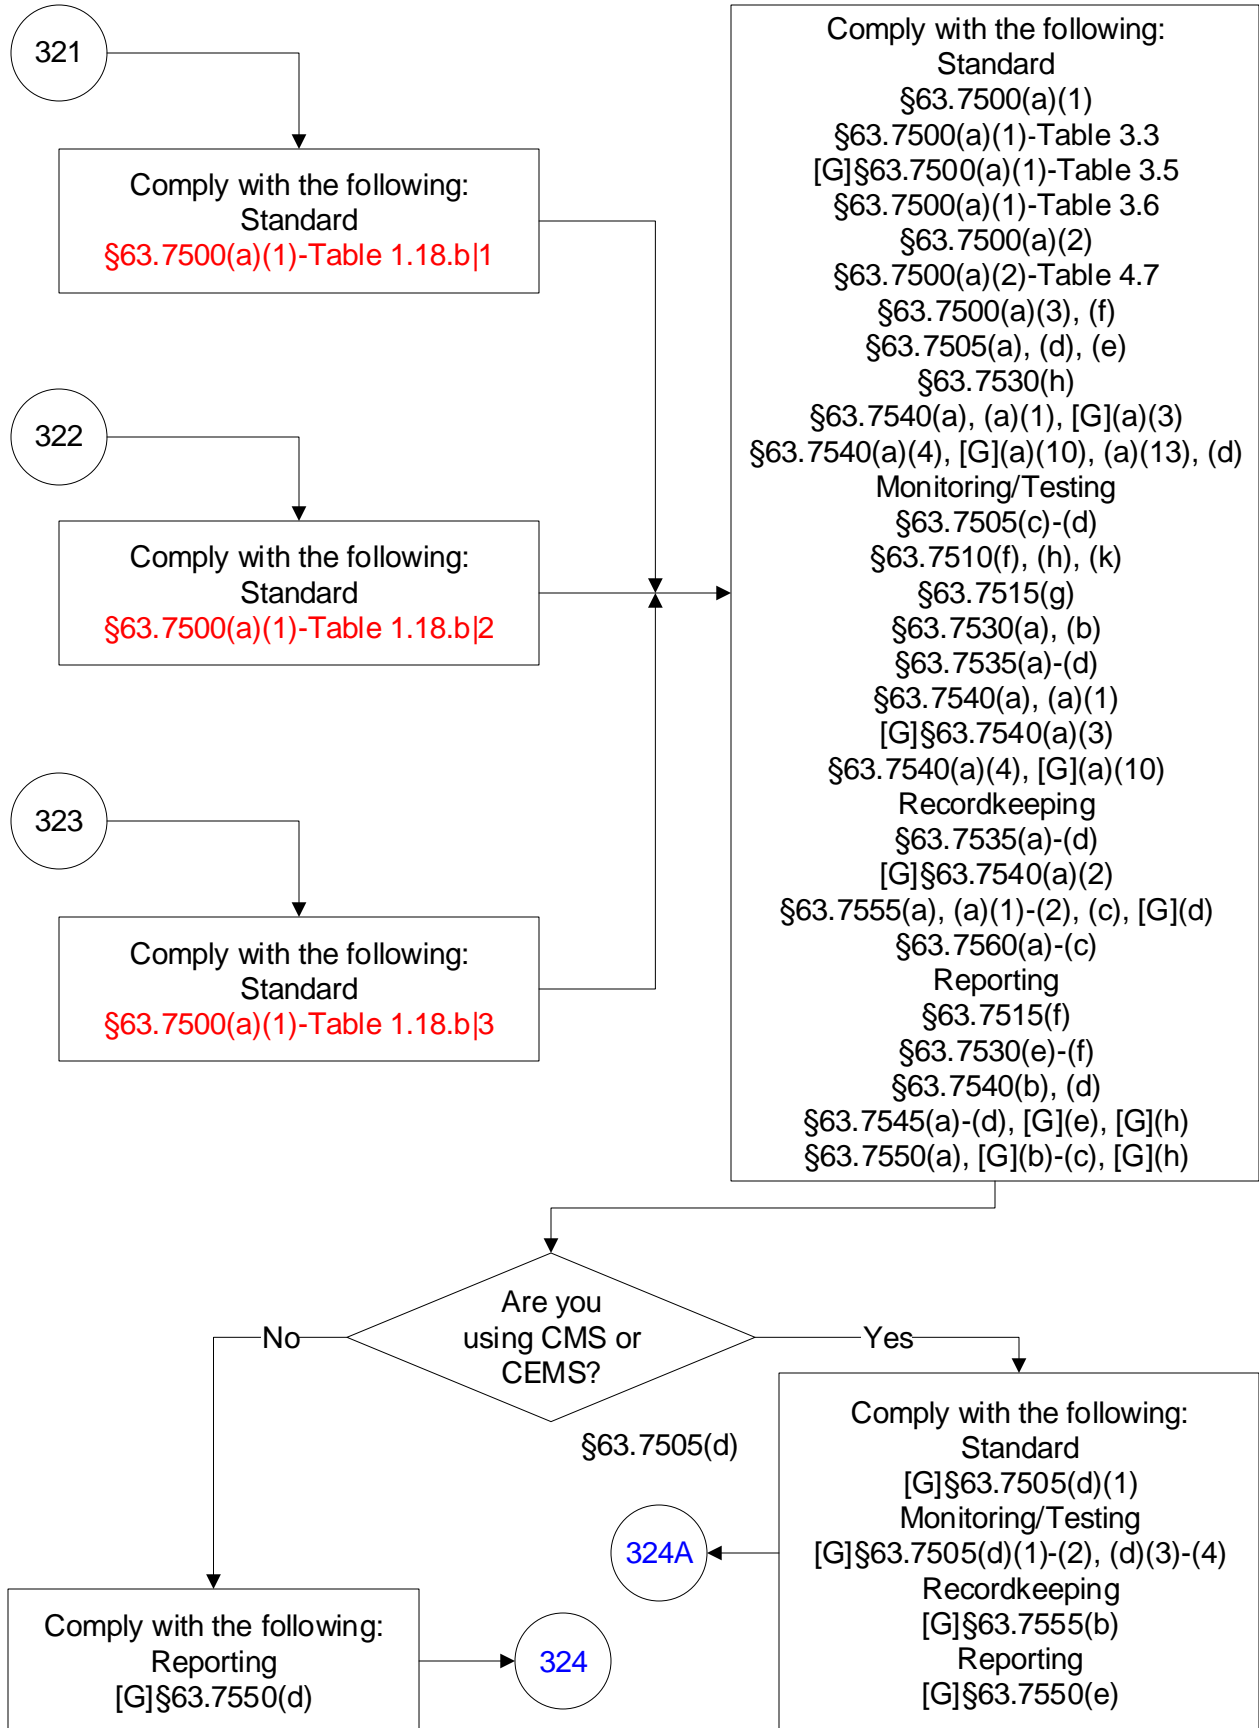 321
Comply with the following:
Standard
§63.7500(a)(1)-Table 1.18.b|1
322
Comply with the following:
Standard
§63.7500(a)(1)-Table 1.18.b|2
323
Comply with the following:
Standard
§63.7500(a)(1)-Table 1.18.b|3
Comply with the following:
Standard
§63.7500(a)(1)
§63.7500(a)(1)-Table 3.3
[G]§63.7500(a)(1)-Table 3.5
§63.7500(a)(1)-Table 3.6
§63.7500(a)(2)
§63.7500(a)(2)-Table 4.7
§63.7500(a)(3), (f)
§63.7505(a), (d), (e)
§63.7530(h)
§63.7540(a), (a)(1), [G](a)(3)
§63.7540(a)(4), [G](a)(10), (a)(13), (d)
Monitoring/Testing
§63.7505(c)-(d)
§63.7510(f), (h), (k)
§63.7515(g)
§63.7530(a), (b)
§63.7535(a)-(d)
§63.7540(a), (a)(1)
[G]§63.7540(a)(3)
§63.7540(a)(4), [G](a)(10)
Recordkeeping
§63.7535(a)-(d)
[G]§63.7540(a)(2)
§63.7555(a), (a)(1)-(2), (c), [G](d)
§63.7560(a)-(c)
Reporting
§63.7515(f)
§63.7530(e)-(f)
§63.7540(b), (d)
§63.7545(a)-(d), [G](e), [G](h)
§63.7550(a), [G](b)-(c), [G](h)
Are you
using CMS or
CEMS?
No
Yes
§63.7505(d)
Comply with the following:
Standard
[G]§63.7505(d)(1)
Monitoring/Testing
[G]§63.7505(d)(1)-(2), (d)(3)-(4)
Recordkeeping
[G]§63.7555(b)
Reporting
[G]§63.7550(e)
324A
Comply with the following:
Reporting
[G]§63.7550(d)
324